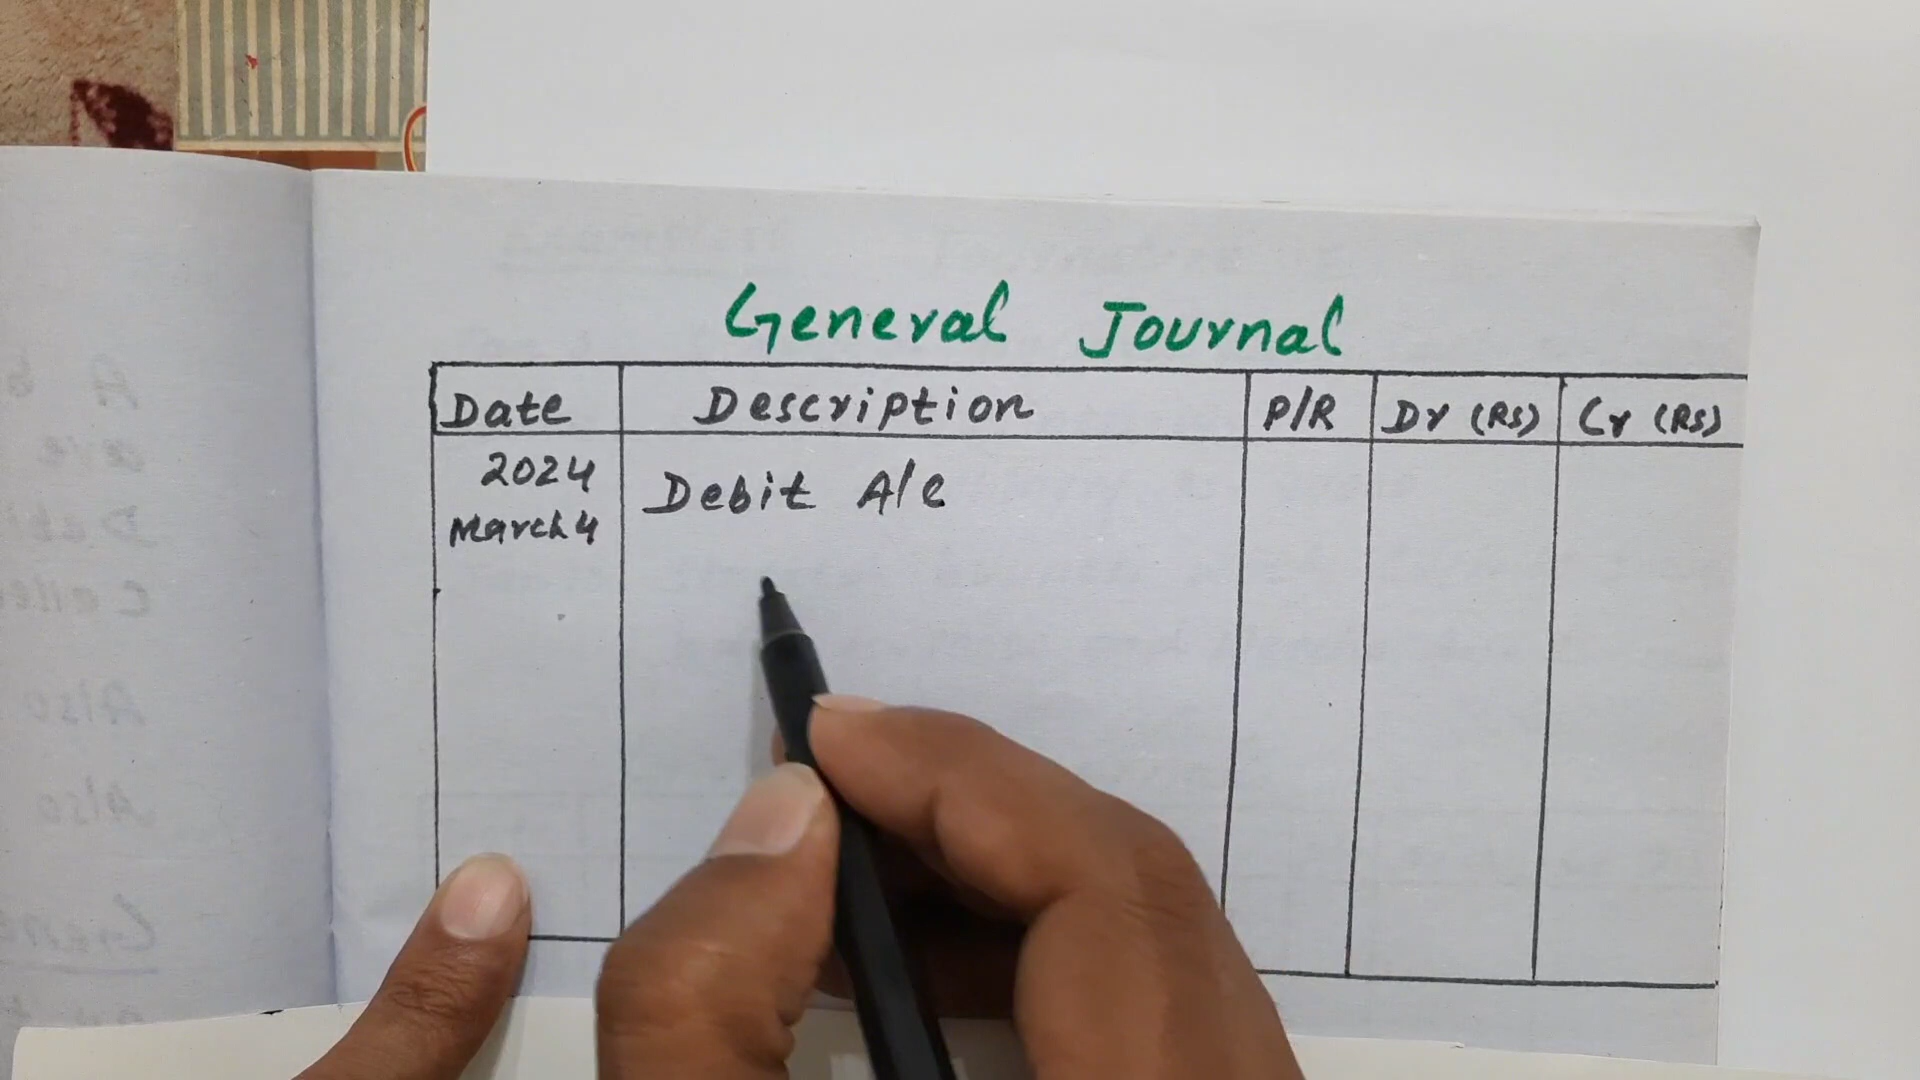 General Journal
Date Description P/R Dr (Rs) Cr (Rs)
2024
March 4
Debit A/c